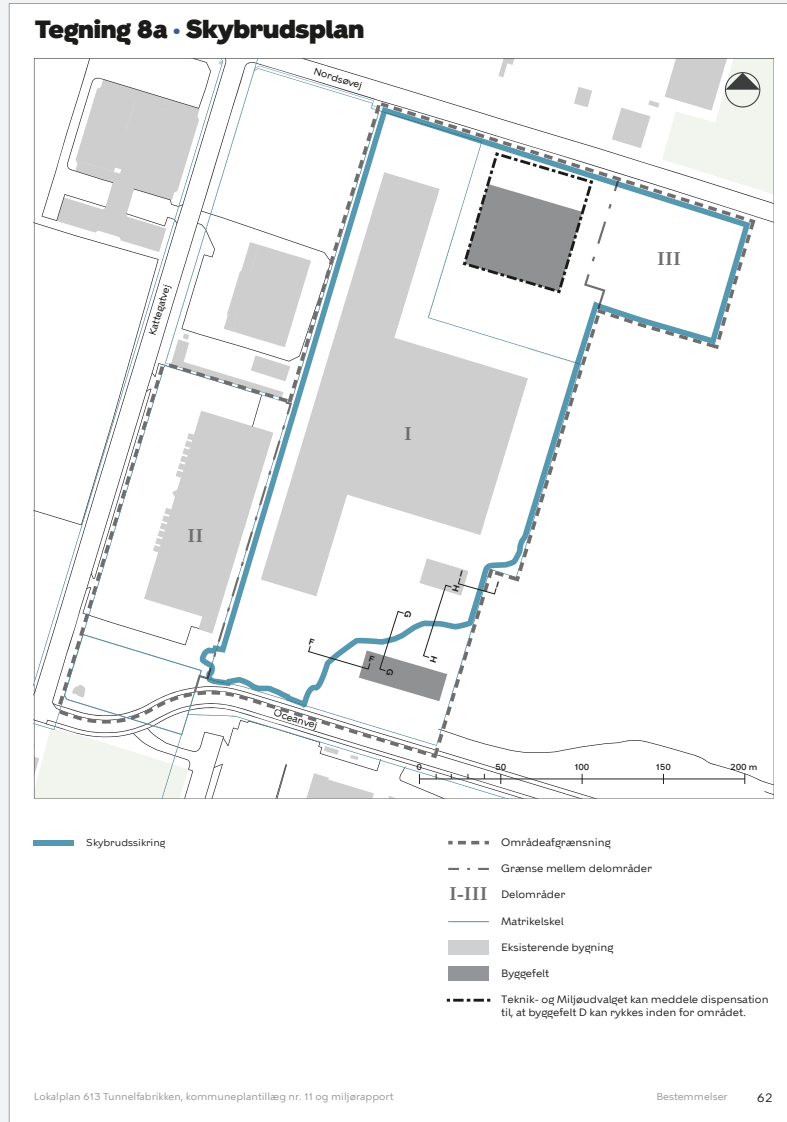 Tegning 8a • Skybrudsplan
Nordsøvej
III
Kattegatvej
I
II
H
G
F
F
H
G
Oceanvej
0 50 100 150 200 m
Skybrudssikring
Områdeafgrænsning
Grænse mellem delområder
I-III Delområder
Matrikelskel
Eksisterende bygning
Byggefelt
Teknik- og Miljøudvalget kan meddele dispensation
til, at byggefelt D kan rykkes inden for området.
Lokalplan 613 Tunnelfabrikken, kommuneplantillæg nr. 11 og miljørapport Bestemmelser 62